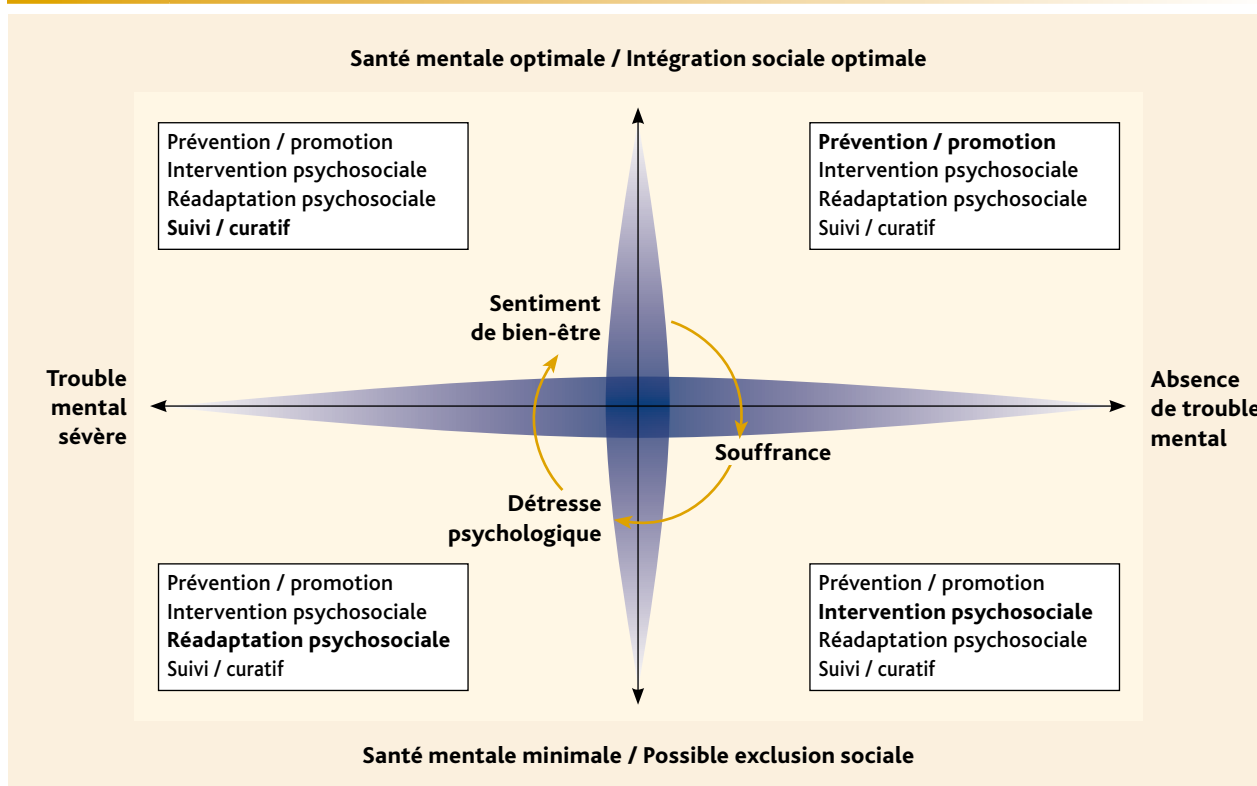 Santé mentale optimale / Intégration sociale optimale
Prévention / promotion
Intervention psychosociale
Réadaptation psychosociale
Suivi / curatif
Prévention / promotion
Intervention psychosociale
Réadaptation psychosociale
Suivi / curatif
Sentiment
de bien-être
Trouble
mental
sévère
Absence
de trouble
mental
Souffrance
Détresse
psychologique
Prévention / promotion
Intervention psychosociale
Réadaptation psychosociale
Suivi / curatif
Prévention / promotion
Intervention psychosociale
Réadaptation psychosociale
Suivi / curatif
Santé mentale minimale / Possible exclusion sociale